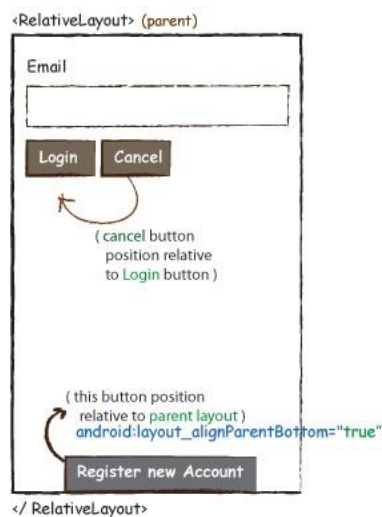 <RelativeLayout> (parent)
Email
Login Cancel
( cancel button
position relative
to Login button )
( this button position
relative to parent layout )
android:layout_alignParentBottom="true"
Register new Account
</ RelativeLayout>